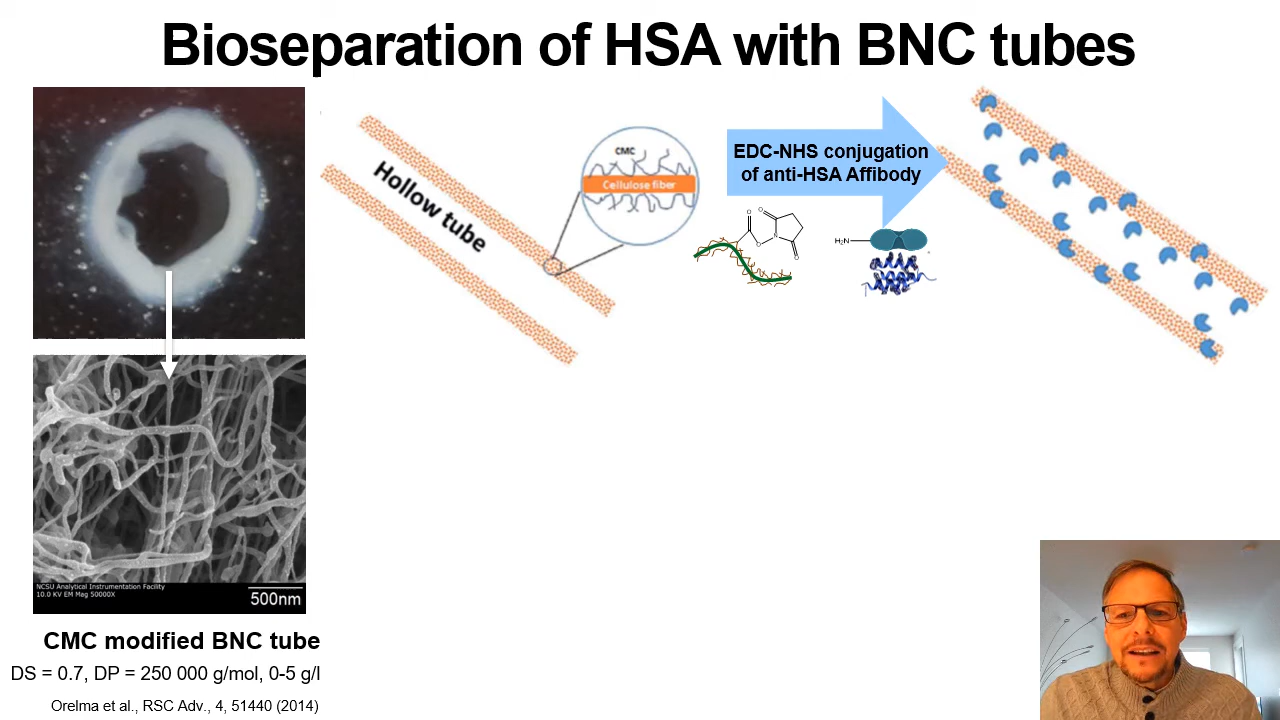 Bioseparation of HSA with BNC tubes
Hollow tube
CMC
Cellulose fiber
EDC-NHS conjugation
of anti-HSA Affibody
O
O
O
N
O
H₂N
NCSU Analytical Instrumentation Facility
10.0 KV EM Mag 50000X
500nm
CMC modified BNC tube
DS = 0.7, DP = 250 000 g/mol, 0-5 g/l
Orelma et al., RSC Adv., 4, 51440 (2014)